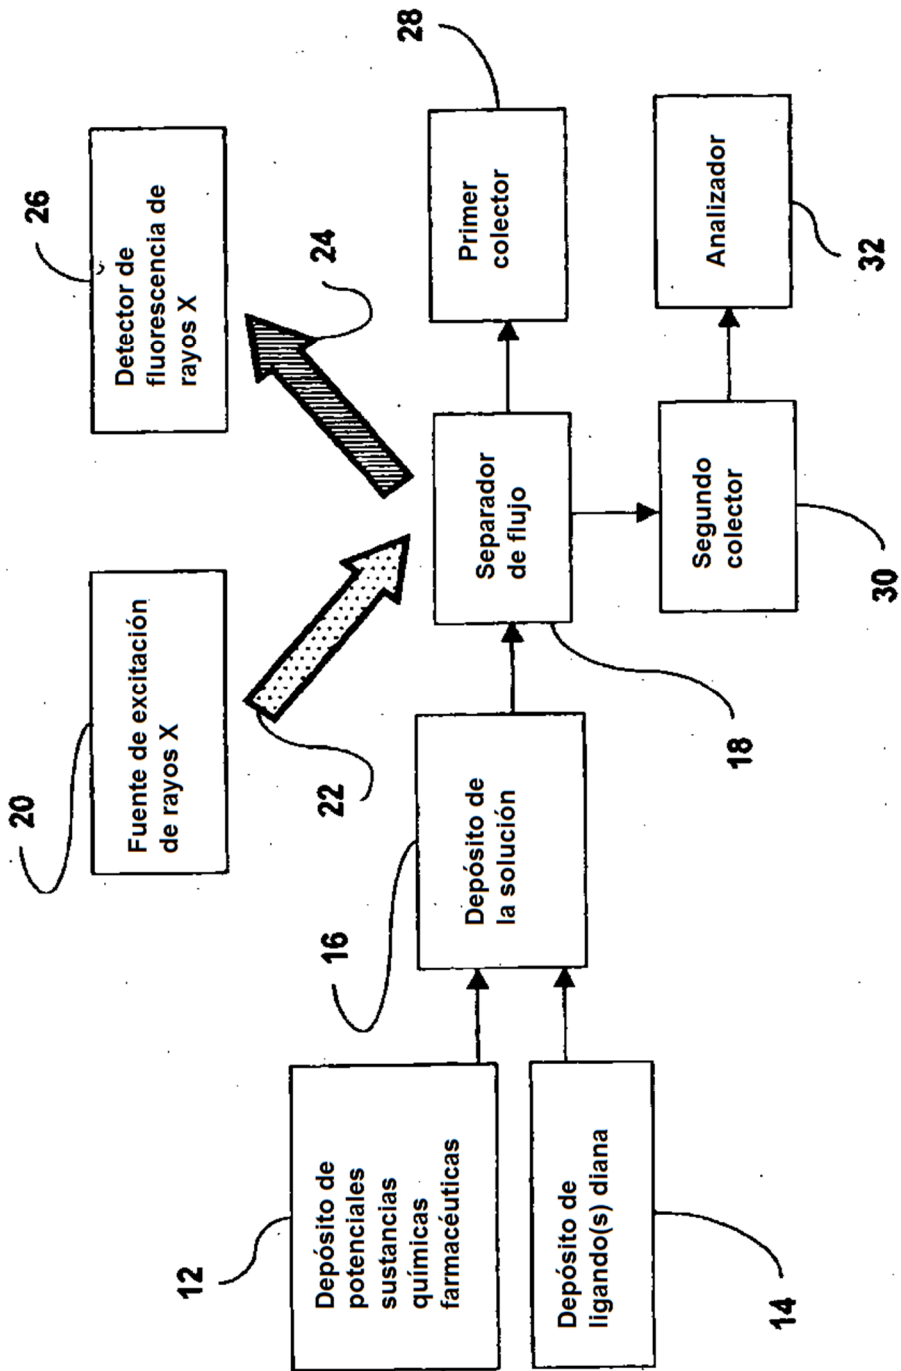 20
Fuente de excitación
de rayos X
22
26
Detector de
fluorescencia de
rayos X
24
12
Depósito de
potenciales
sustancias
químicas
farmacéuticas
14
Depósito de
ligando(s) diana
16
Depósito de
la solución
18
Separador
de flujo
28
Primer
colector
30
Segundo
colector
32
Analizador